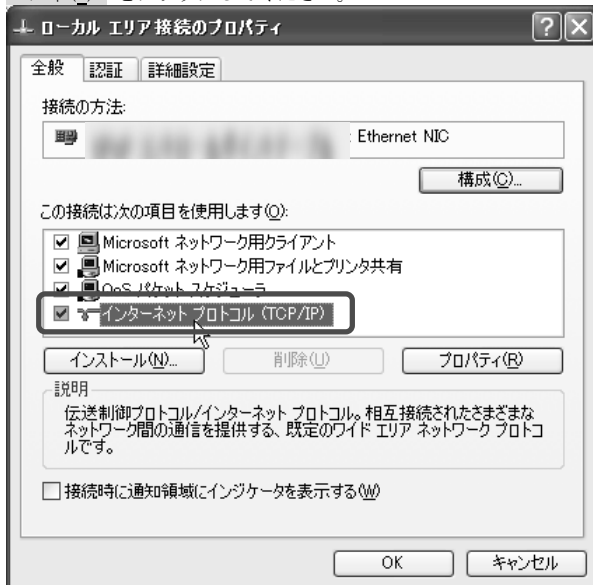 ローカル エリア接続のプロパティ
全般 認証 詳細設定
接続の方法:
Ethernet NIC
構成(C)...
この接続は次の項目を使用します(O):
Microsoft ネットワーク用クライアント
Microsoft ネットワーク用ファイルとプリンタ共有
QoS パケット スケジューラ
インターネット プロトコル (TCP/IP)
インストール(N)... 削除(U) プロパティ(R)
説明
伝送制御プロトコル/インターネット プロトコル。相互接続されたさまざまな
ネットワーク間の通信を提供する、既定のワイド エリア ネットワーク プロトコ
ルです。
接続時に通知領域にインジケータを表示する(W)
OK キャンセル